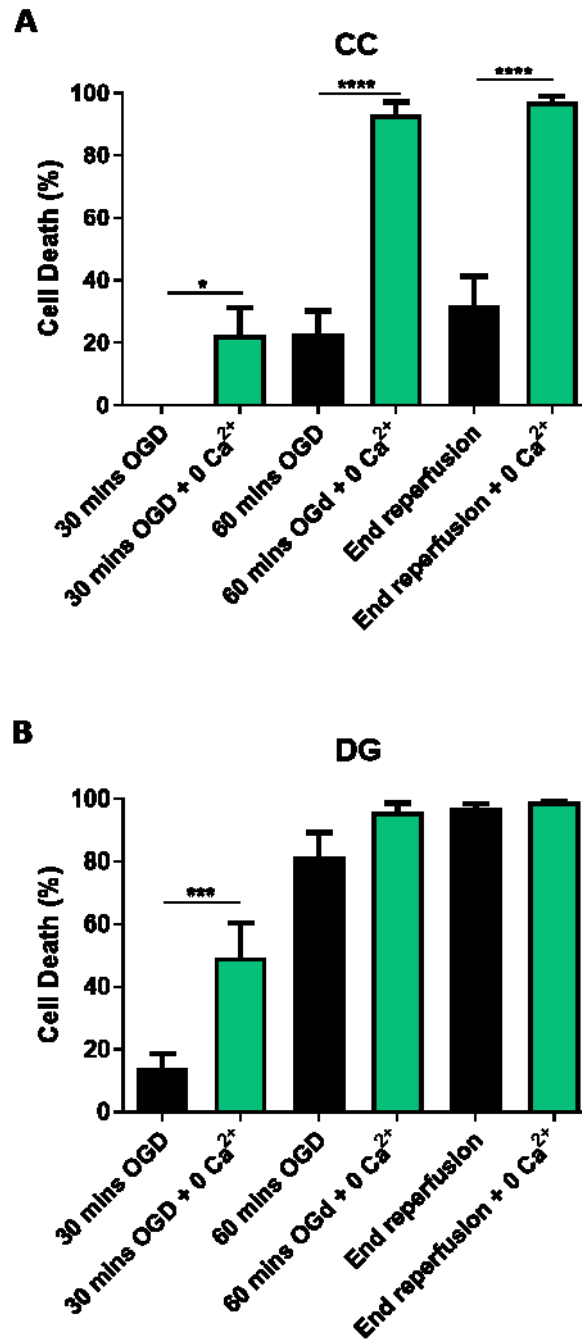 A
CC
Cell Death (%)
100
80
60
40
20
0
*
****
****
30 mins OGD
30 mins OGD + 0 Ca²⁺
60 mins OGD
60 mins OGd + 0 Ca²⁺
End reperfusion
End reperfusion + 0 Ca²⁺
B
DG
Cell Death (%)
100
80
60
40
20
0
***
30 mins OGD
30 mins OGD + 0 Ca²⁺
60 mins OGD
60 mins OGd + 0 Ca²⁺
End reperfusion
End reperfusion + 0 Ca²⁺